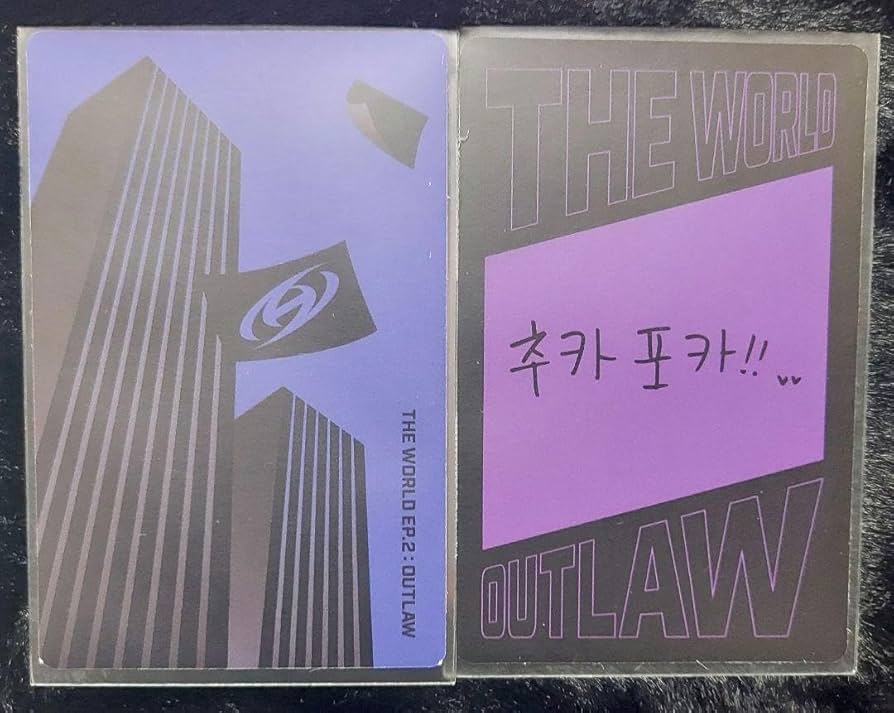 THE WORLD EP.2 : OUTLAW
THE WORLD
추카 포카!!
OUTLAW